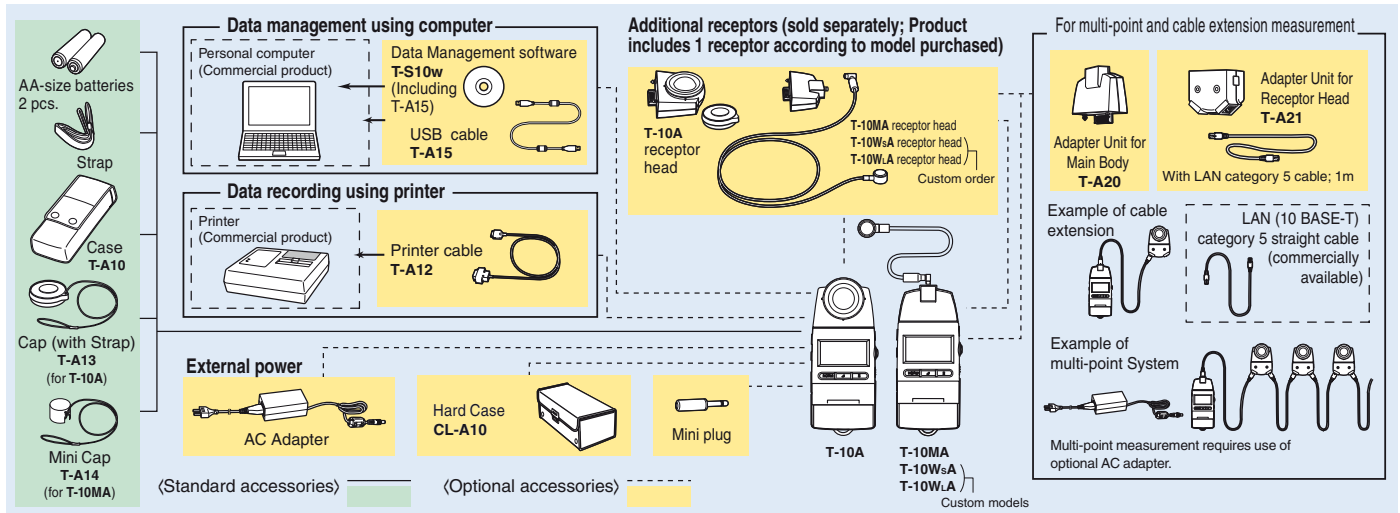 AA-size batteries
2 pcs.
Strap
Case
T-A10
Cap (with Strap)
T-A13
(for T-10A)
Mini Cap
T-A14
(for T-10MA)
Data management using computer
Personal computer
(Commercial product)
Data Management software
T-S10w
(Including
T-A15)
USB cable
T-A15
Data recording using printer
Printer
(Commercial product)
Printer cable
T-A12
External power
AC Adapter
Hard Case
CL-A10
Mini plug
〈Standard accessories〉
〈Optional accessories〉
Additional receptors (sold separately; Product
includes 1 receptor according to model purchased)
T-10A
receptor
head
T-10MA receptor head
T-10WsA receptor head
T-10WLA receptor head
Custom order
T-10A
T-10MA
T-10WsA
T-10WLA
Custom models
For multi-point and cable extension measurement
Adapter Unit for
Main Body
T-A20
Adapter Unit for
Receptor Head
T-A21
With LAN category 5 cable; 1m
Example of cable
extension
LAN (10 BASE-T)
category 5 straight cable
(commercially
available)
Example of
multi-point System
Multi-point measurement requires use of
optional AC adapter.